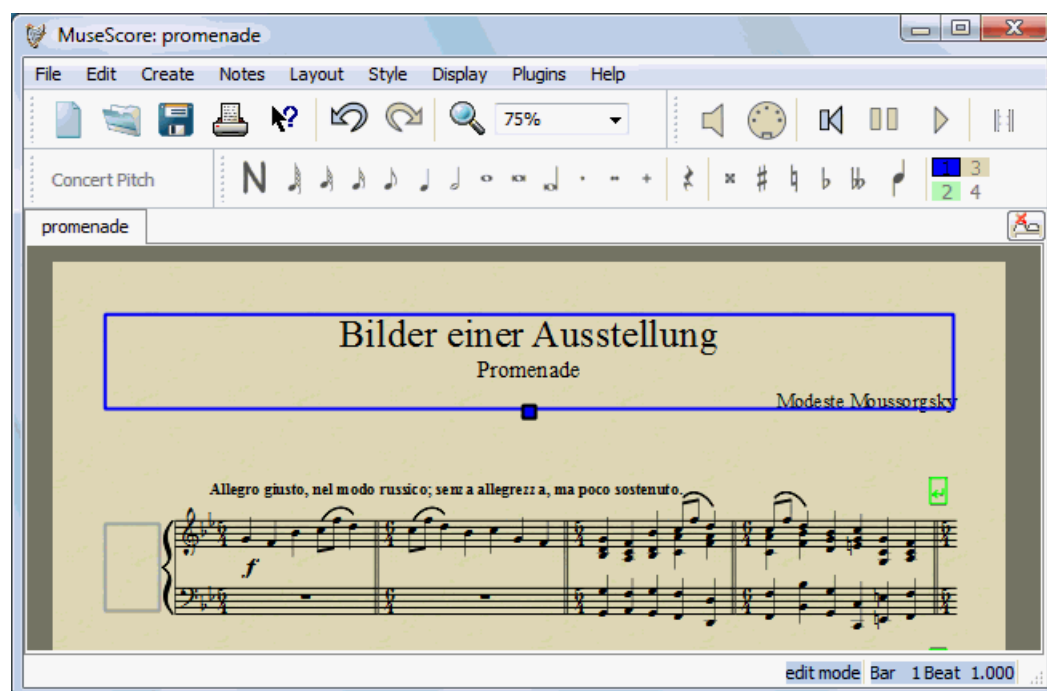 MuseScore: promenade
File Edit Create Notes Layout Style Display Plugins Help
75%
Concert Pitch
N
1 3
2 4
promenade
Bilder einer Ausstellung
Promenade
Modeste Moussorgsky
Allegro giusto, nel modo russico; senza allegrezza, ma poco sostenuto.
f
edit mode Bar 1 Beat 1.000